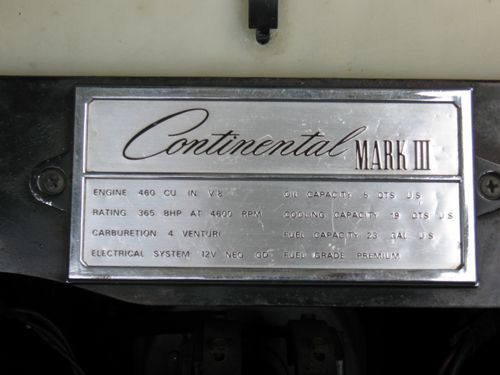 Continental MARK III
ENGINE 460 CU IN V8
RATING 365 BHP AT 4600 RPM
CARBURETION 4 VENTURI
ELECTRICAL SYSTEM 12V NEG GD
OIL CAPACITY 5 QTS U S
COOLING CAPACITY 19 QTS U S
FUEL CAPACITY 23 GAL U S
FUEL GRADE PREMIUM